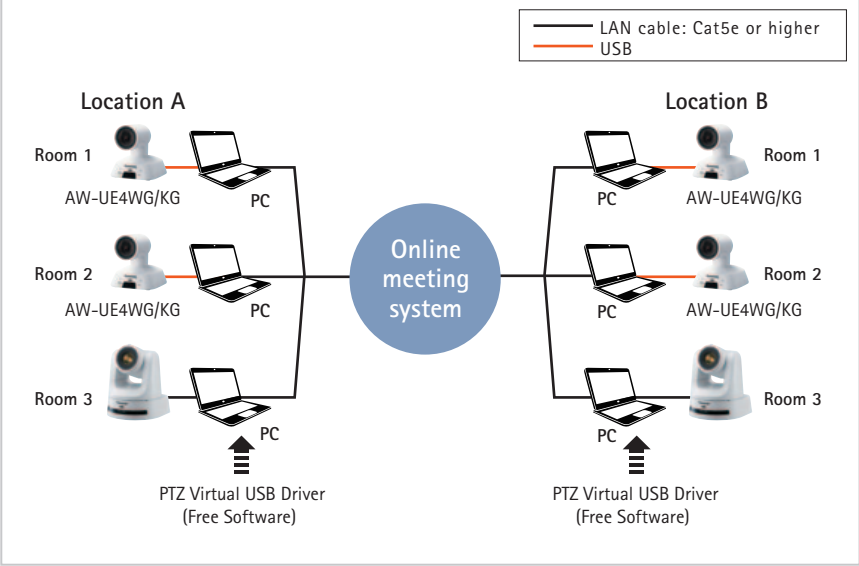 LAN cable: Cat5e or higher
USB
Location A
Location B
Room 1
AW-UE4WG/KG
PC
PC
Room 1
AW-UE4WG/KG
Online
meeting
system
Room 2
AW-UE4WG/KG
PC
PC
Room 2
AW-UE4WG/KG
Room 3
PC
PC
Room 3
PTZ Virtual USB Driver
(Free Software)
PTZ Virtual USB Driver
(Free Software)